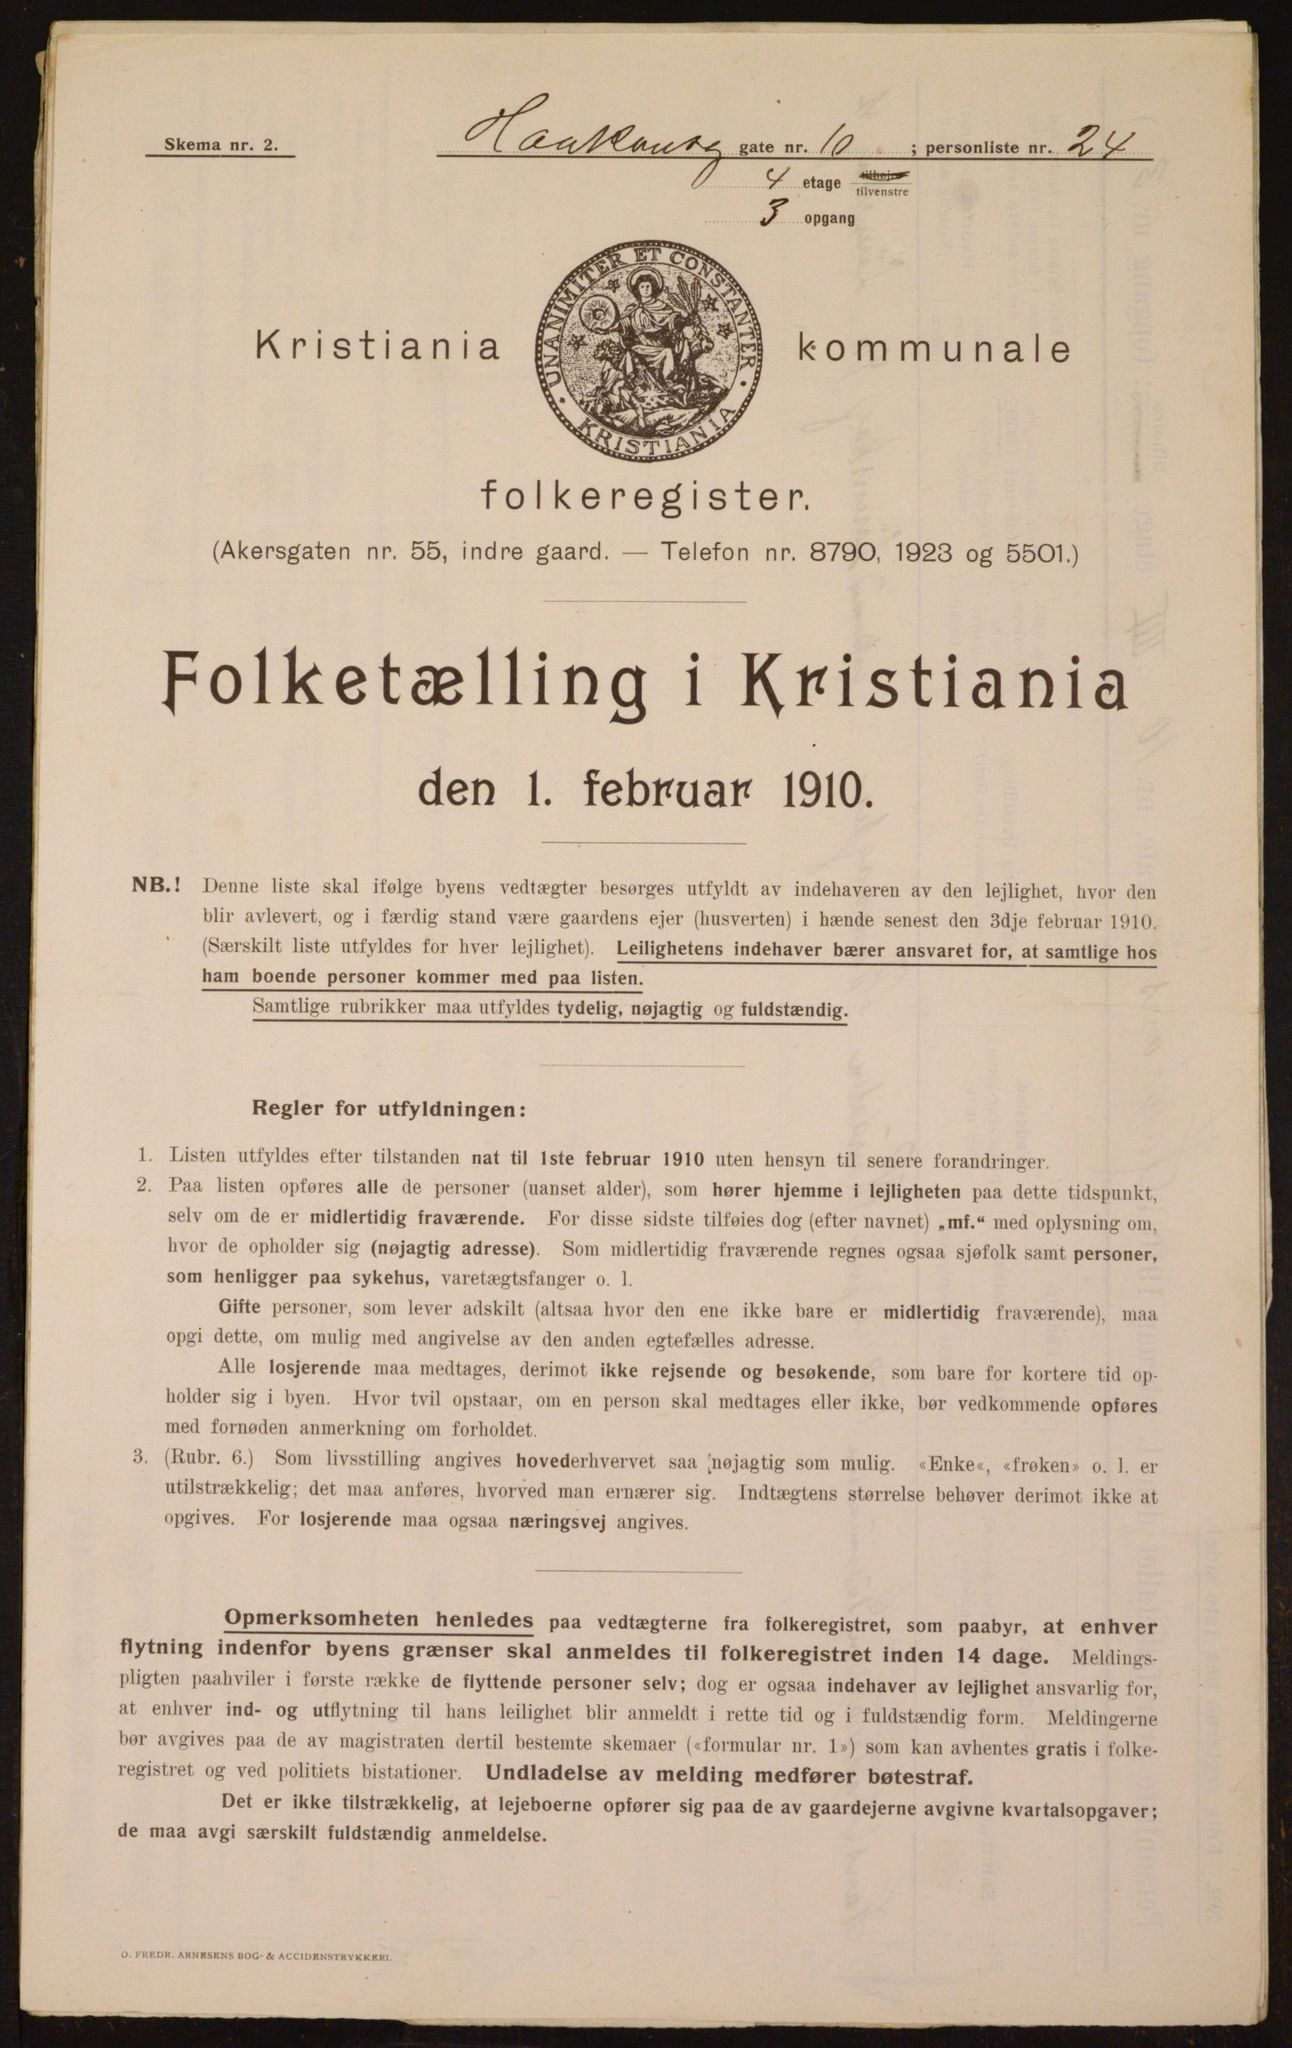 Skema nr. 2.
Haakonsg gate nr. 10 ; personliste nr. 24
4 etage tilhøjre tilvenstre
3 opgang
UNANIMITER ET CONSTANTER
KRISTIANIA
Kristiania kommunale
folkeregister.
(Akersgaten nr. 55, indre gaard. — Telefon nr. 8790, 1923 og 5501.)
Folketælling i Kristiania
den 1. februar 1910.
NB.! Denne liste skal ifølge byens vedtægter besørges utfyldt av indehaveren av den lejlighet, hvor den
blir avlevert, og i færdig stand være gaardens ejer (husverten) i hænde senest den 3dje februar 1910.
(Særskilt liste utfyldes for hver lejlighet). Leilighetens indehaver bærer ansvaret for, at samtlige hos
ham boende personer kommer med paa listen.
Samtlige rubrikker maa utfyldes tydelig, nøjagtig og fuldstændig.
Regler for utfyldningen:
1. Listen utfyldes efter tilstanden nat til 1ste februar 1910 uten hensyn til senere forandringer.
2. Paa listen opføres alle de personer (uanset alder), som hører hjemme i lejligheten paa dette tidspunkt,
selv om de er midlertidig fraværende. For disse sidste tilføies dog (efter navnet) „mf.“ med oplysning om,
hvor de opholder sig (nøjagtig adresse). Som midlertidig fraværende regnes ogsaa sjøfolk samt personer,
som henligger paa sykehus, varetægtsfanger o. l.
Gifte personer, som lever adskilt (altsaa hvor den ene ikke bare er midlertidig fraværende), maa
opgi dette, om mulig med angivelse av den anden egtefælles adresse.
Alle losjerende maa medtages, derimot ikke rejsende og besøkende, som bare for kortere tid op-
holder sig i byen. Hvor tvil opstaar, om en person skal medtages eller ikke, bør vedkommende opføres
med fornøden anmerkning om forholdet.
3. (Rubr. 6.) Som livsstilling angives hovederhvervet saa nøjagtig som mulig. «Enke«, «frøken» o. l. er
utilstrækkelig; det maa anføres, hvorved man ernærer sig. Indtægtens størrelse behøver derimot ikke at
opgives. For losjerende maa ogsaa næringsvej angives.
Opmerksomheten henledes paa vedtægterne fra folkeregistret, som paabyr, at enhver
flytning indenfor byens grænser skal anmeldes til folkeregistret inden 14 dage. Meldings-
pligten paahviler i første række de flyttende personer selv; dog er ogsaa indehaver av lejlighet ansvarlig for,
at enhver ind- og utflytning til hans leilighet blir anmeldt i rette tid og i fuldstændig form. Meldingerne
bør avgives paa de av magistraten dertil bestemte skemaer («formular nr. 1») som kan avhentes gratis i folke-
registret og ved politiets bistationer. Undladelse av melding medfører bøtestraf.
Det er ikke tilstrækkelig, at lejeboerne opfører sig paa de av gaardejerne avgivne kvartalsopgaver;
de maa avgi særskilt fuldstændig anmeldelse.
O. FREDR. ARNESENS BOG- & ACCIDENSTRYKKERI.